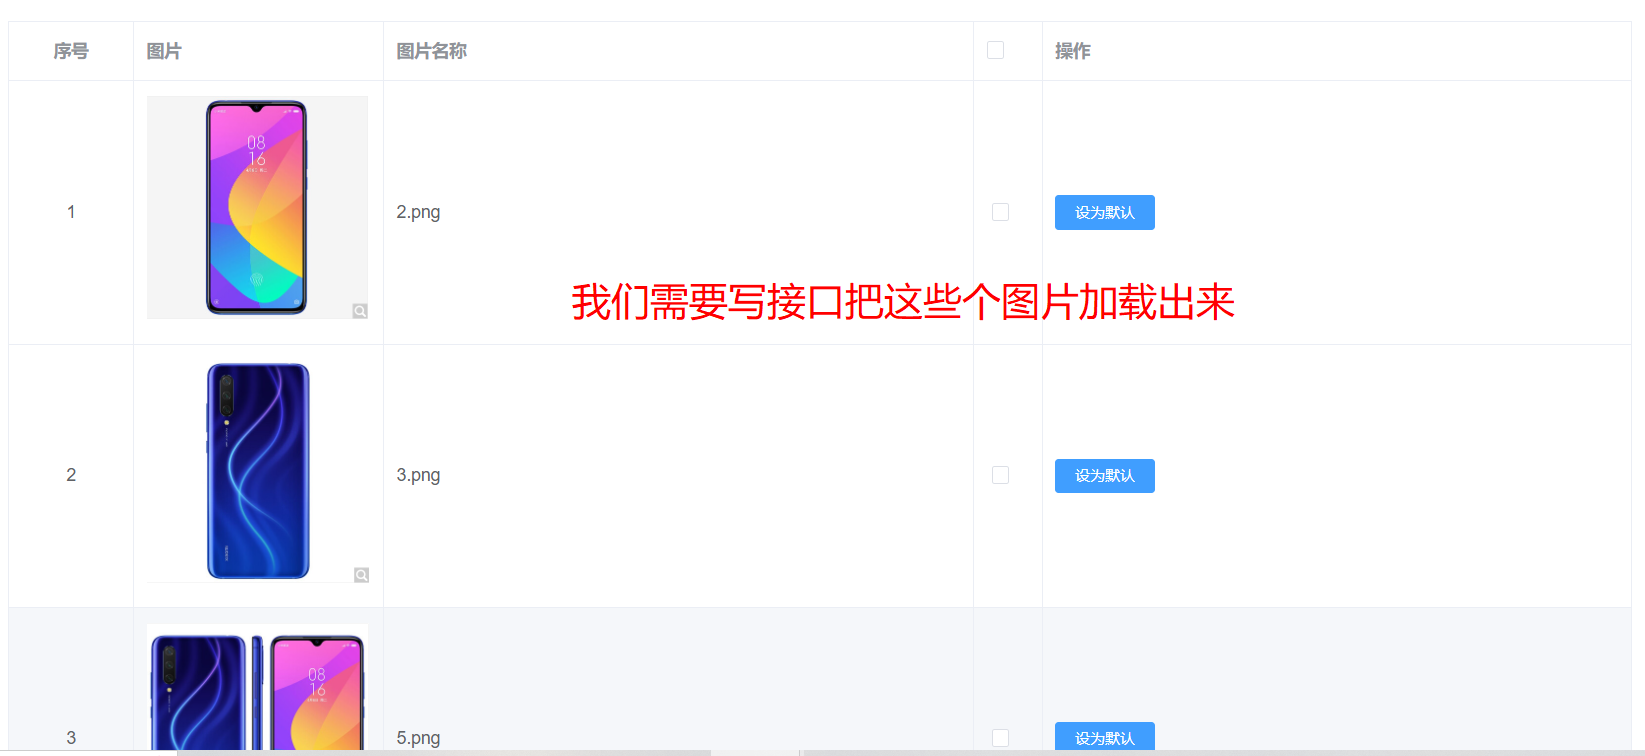 序号 图片 图片名称 操作
08
16
1 2.png 设为默认
我们需要写接口把这些个图片加载出来
2 3.png 设为默认
08
16
3 5.png 设为默认